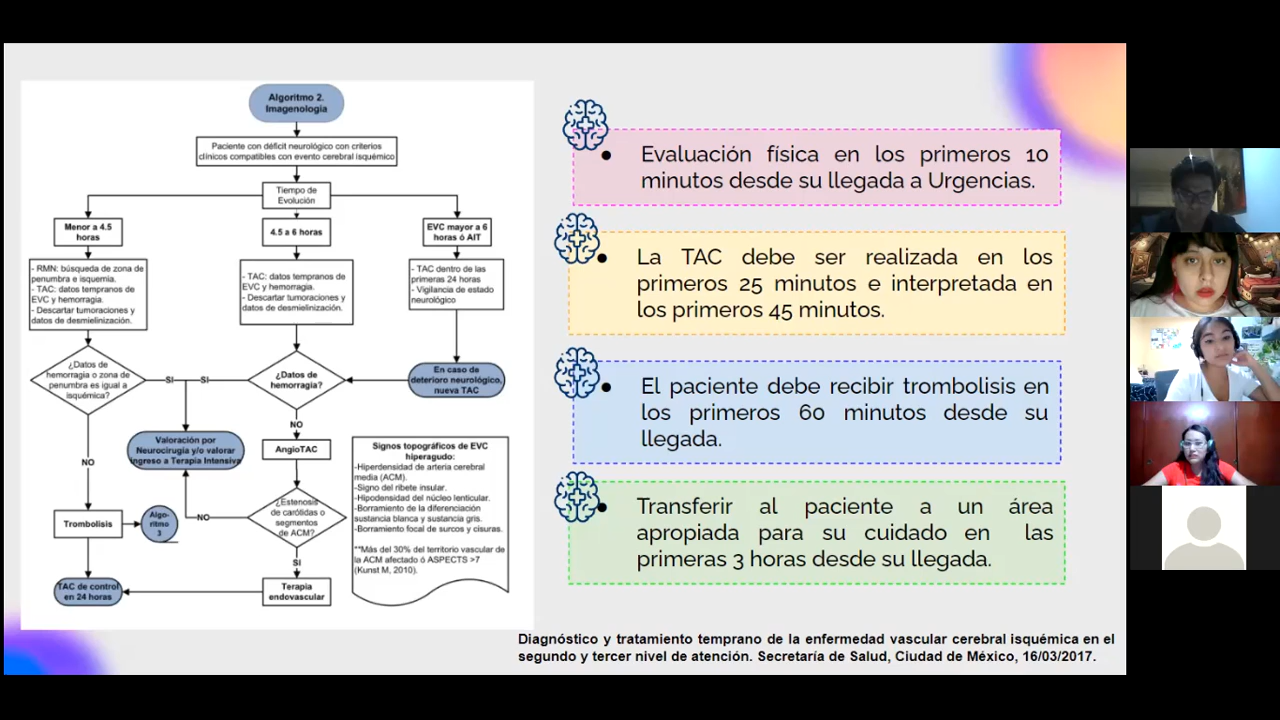 Algoritmo 2.
Imagenología
Paciente con déficit neurológico con criterios
clínicos compatibles con evento cerebral isquémico
Tiempo de
Evolución
Menor a 4.5
horas
4.5 a 6 horas
EVC mayor a 6
horas ó AIT
- RMN: búsqueda de zona de
penumbra e isquemia.
- TAC: datos tempranos de
EVC y hemorragia.
- Descartar tumoraciones y
datos de desmielinización.
- TAC: datos tempranos de
EVC y hemorragia.
- Descartar tumoraciones y
datos de desmielinización.
- TAC dentro de las
primeras 24 horas
- Vigilancia de estado
neurológico
¿Datos de
hemorragia o zona de
penumbra es igual a
isquémica?
SI
SI
¿Datos de
hemorragia?
En caso de
deterioro neurológico,
nueva TAC
NO
Valoración por
Neurocirugía y/o valorar
ingreso a Terapia Intensiva
AngioTAC
NO
Trombolisis
Algo-
ritmo
3
NO
¿Estenosis
de carótidas o
segmentos
de ACM?
SI
TAC de control
en 24 horas
Terapia
endovascular
Signos topográficos de EVC
hiperagudo:
-Hiperdensidad de arteria cerebral
media (ACM).
-Signo del ribete insular.
-Hipodensidad del núcleo lenticular.
-Borramiento de la diferenciación
sustancia blanca y sustancia gris.
-Borramiento focal de surcos y cisuras.
**Más del 30% del territorio vascular de
la ACM afectado ó ASPECTS >7
(Kunst M, 2010).
● Evaluación física en los primeros 10
minutos desde su llegada a Urgencias.
● La TAC debe ser realizada en los
primeros 25 minutos e interpretada en
los primeros 45 minutos.
● El paciente debe recibir trombolisis en
los primeros 60 minutos desde su
llegada.
● Transferir al paciente a un área
apropiada para su cuidado en las
primeras 3 horas desde su llegada.
Diagnóstico y tratamiento temprano de la enfermedad vascular cerebral isquémica en el
segundo y tercer nivel de atención. Secretaría de Salud, Ciudad de México, 16/03/2017.